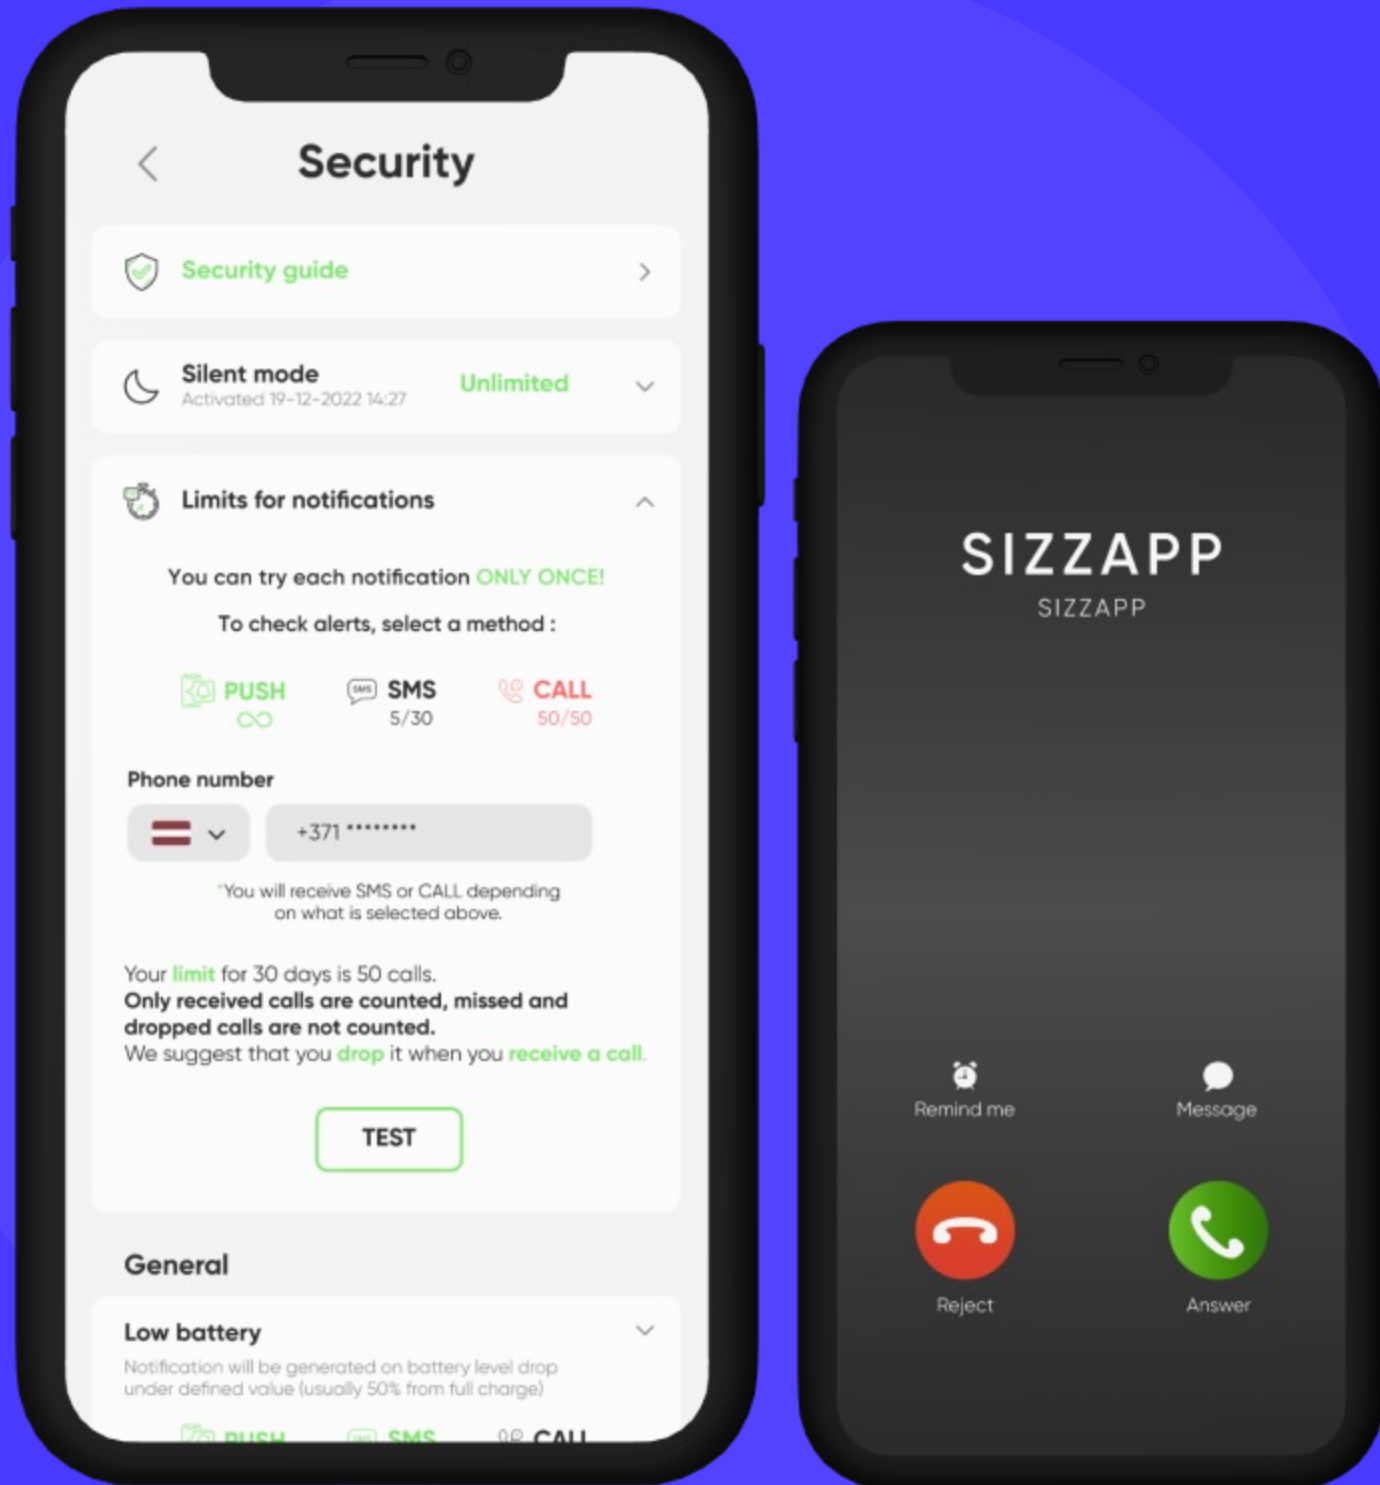 Security
Security guide
Silent mode
Activated 19-12-2022 14:27
Unlimited
Limits for notifications
You can try each notification ONLY ONCE!
To check alerts, select a method :
PUSH
SMS SMS
5/30
CALL
50/50
Phone number
+371 ********
*You will receive SMS or CALL depending
on what is selected above.
Your limit for 30 days is 50 calls.
Only received calls are counted, missed and
dropped calls are not counted.
We suggest that you drop it when you receive a call.
TEST
General
Low battery
Notification will be generated on battery level drop
under defined value (usually 50% from full charge)
PUSH
SMS SMS
CALL
SIZZAPP
SIZZAPP
Remind me
Message
Reject
Answer